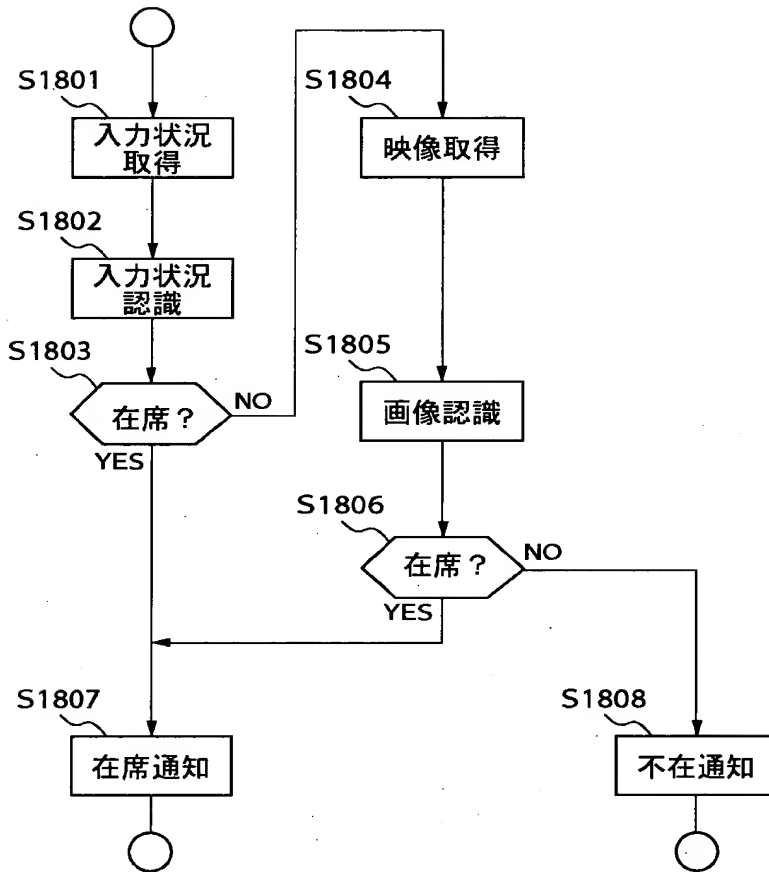 S1801
入力状況
取得
S1802
入力状況
認識
S1803
在席？
NO
YES
S1804
映像取得
S1805
画像認識
S1806
在席？
NO
YES
S1807
在席通知
S1808
不在通知